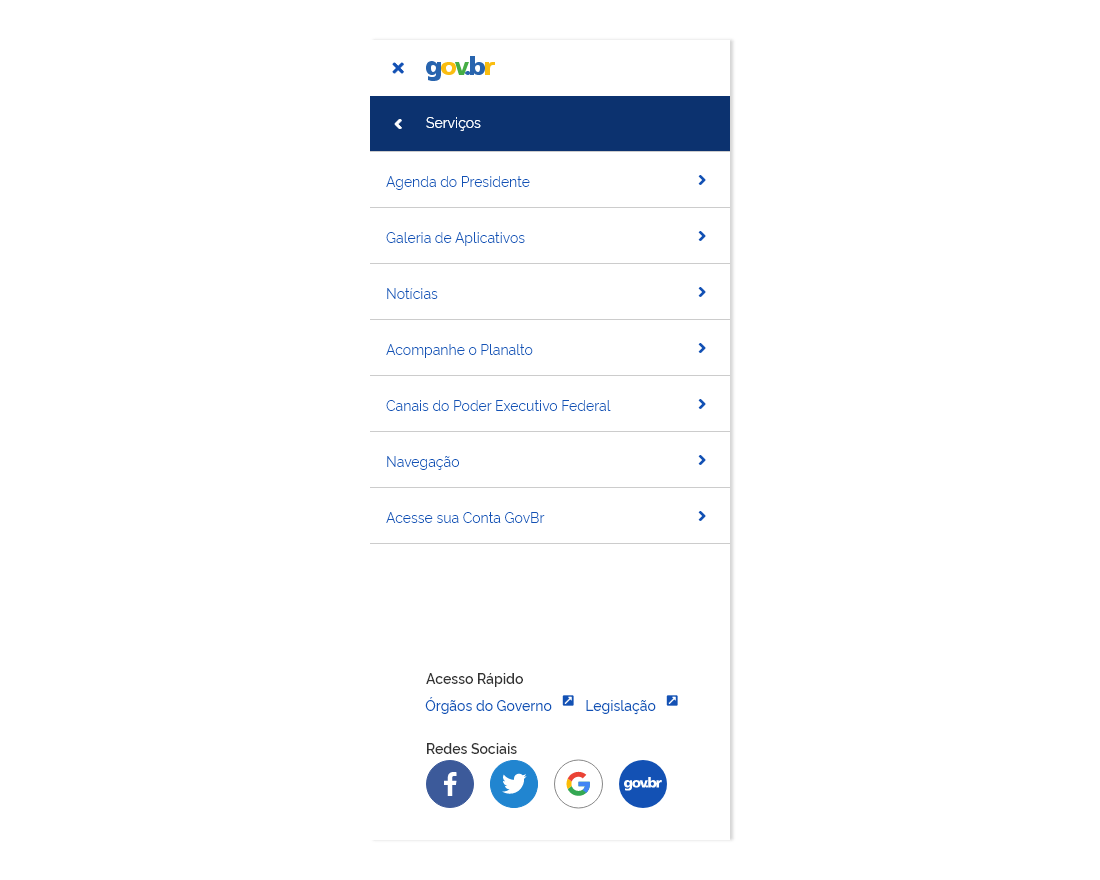 gov.br
Serviços
Agenda do Presidente
Galeria de Aplicativos
Notícias
Acompanhe o Planalto
Canais do Poder Executivo Federal
Navegação
Acesse sua Conta GovBr
Acesso Rápido
Órgãos do Governo Legislação
Redes Sociais
gov.br